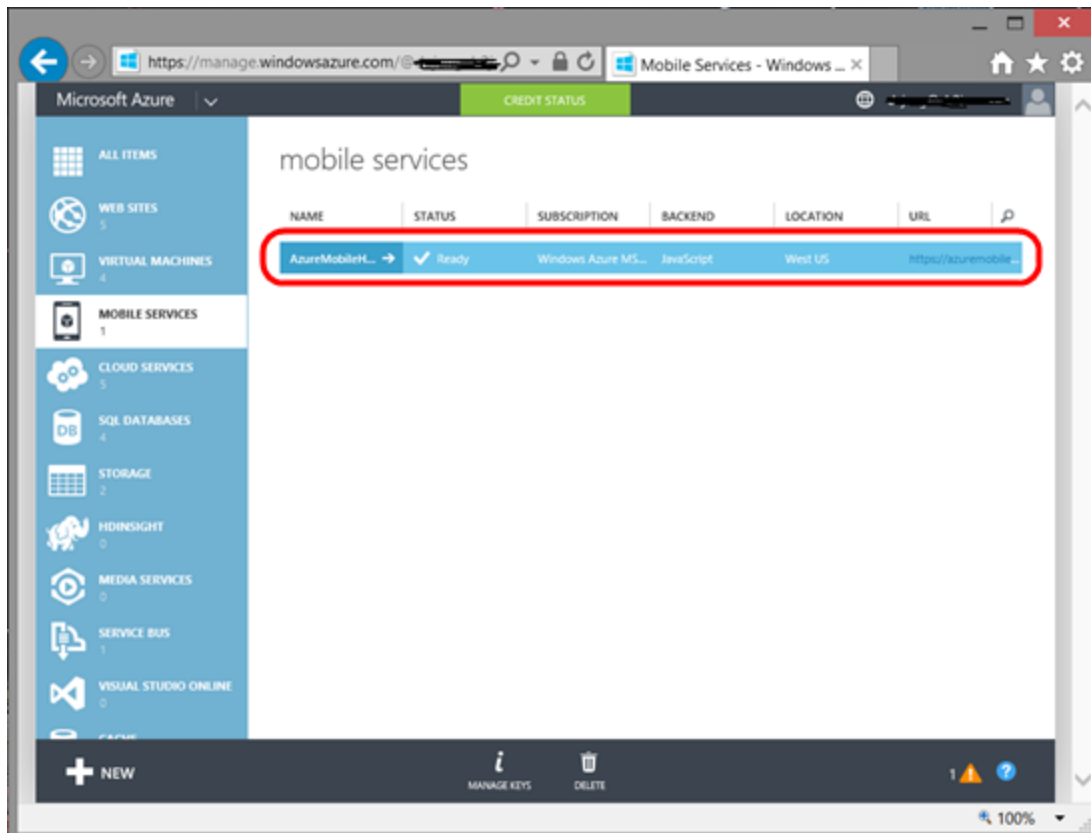 https://manage.windowsazure.com/@
Mobile Services - Windows ...
Microsoft Azure
CREDIT STATUS
ALL ITEMS
mobile services
WEB SITES
5
NAME STATUS SUBSCRIPTION BACKEND LOCATION URL
AzureMobileH... Ready Windows Azure MS... JavaScript West US https://azuremobile...
VIRTUAL MACHINES
4
MOBILE SERVICES
1
CLOUD SERVICES
5
DB
SQL DATABASES
4
STORAGE
2
HDINSIGHT
0
MEDIA SERVICES
0
SERVICE BUS
1
VISUAL STUDIO ONLINE
0
CACHE
NEW
i
MANAGE KEYS
DELETE
1
?
100%